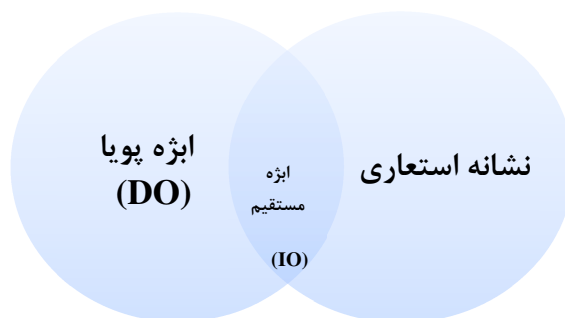 نشانه استعاری
ابژه
مستقیم
(IO)
ابژه پویا
(DO)